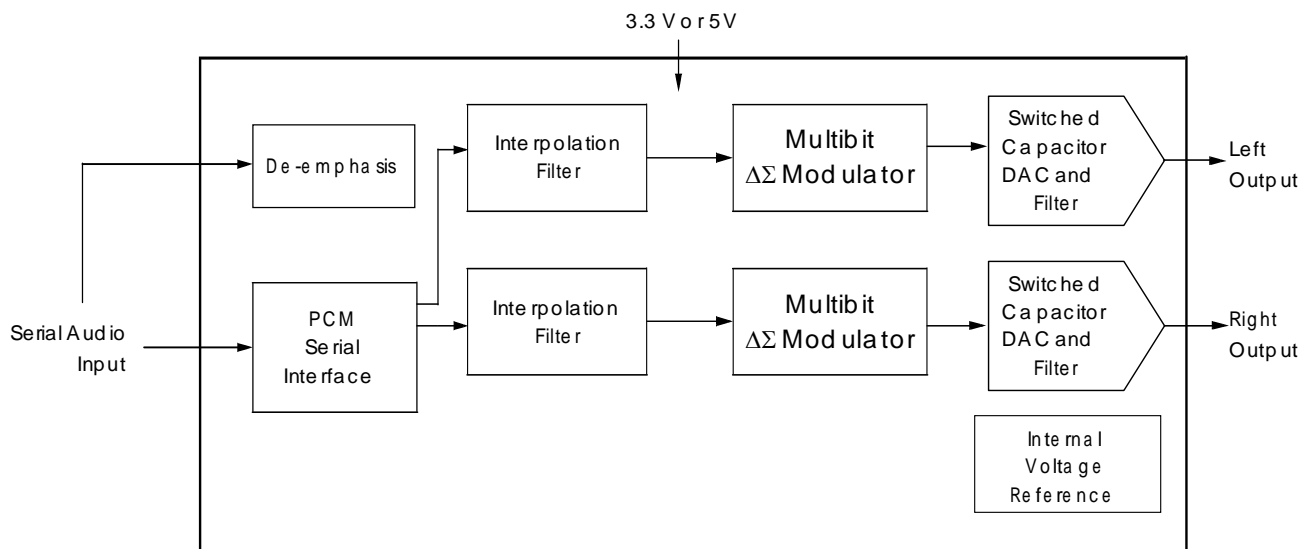 3.3 V or 5V
De-emphasis
Interpolation
Filter
Multibit
ΔΣ Modulator
Switched
Capacitor
DAC and
Filter
Left
Output
Serial Audio
Input
PCM
Serial
Interface
Interpolation
Filter
Multibit
ΔΣ Modulator
Switched
Capacitor
DAC and
Filter
Right
Output
Internal
Voltage
Reference